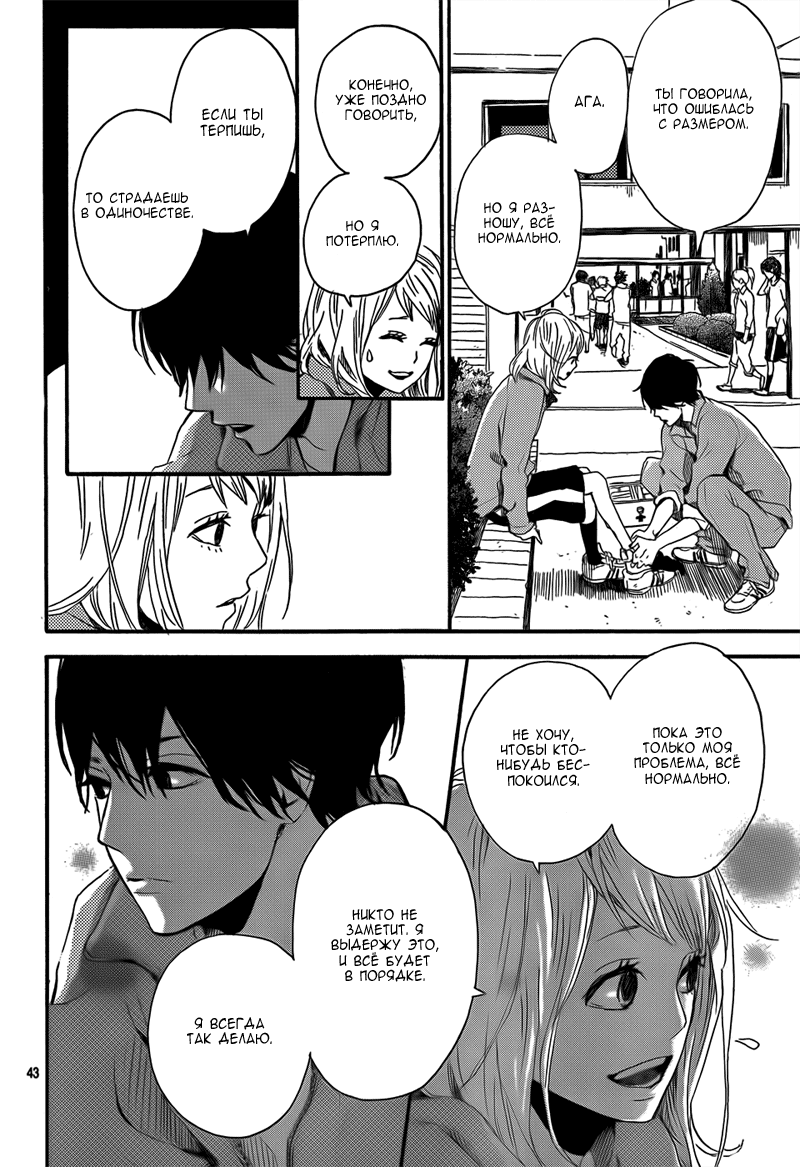 ТЫ ГОВОРИЛА,
ЧТО ОШИБЛАСЬ
С РАЗМЕРОМ.
АГА.
НО Я РАЗ-
НОШУ, ВСЁ
НОРМАЛЬНО.
КОНЕЧНО,
УЖЕ ПОЗДНО
ГОВОРИТЬ,
НО Я
ПОТЕРПЛЮ.
ЕСЛИ ТЫ
ТЕРПИШЬ,
ТО СТРАДАЕШЬ
В ОДИНОЧЕСТВЕ.
ПОКА ЭТО
ТОЛЬКО МОЯ
ПРОБЛЕМА, ВСЁ
НОРМАЛЬНО.
НЕ ХОЧУ,
ЧТОБЫ КТО-
НИБУДЬ БЕС-
ПОКОИЛСЯ.
НИКТО НЕ
ЗАМЕТИТ. Я
ВЫДЕРЖУ ЭТО,
И ВСЁ БУДЕТ
В ПОРЯДКЕ.
Я ВСЕГДА
ТАК ДЕЛАЮ.
43